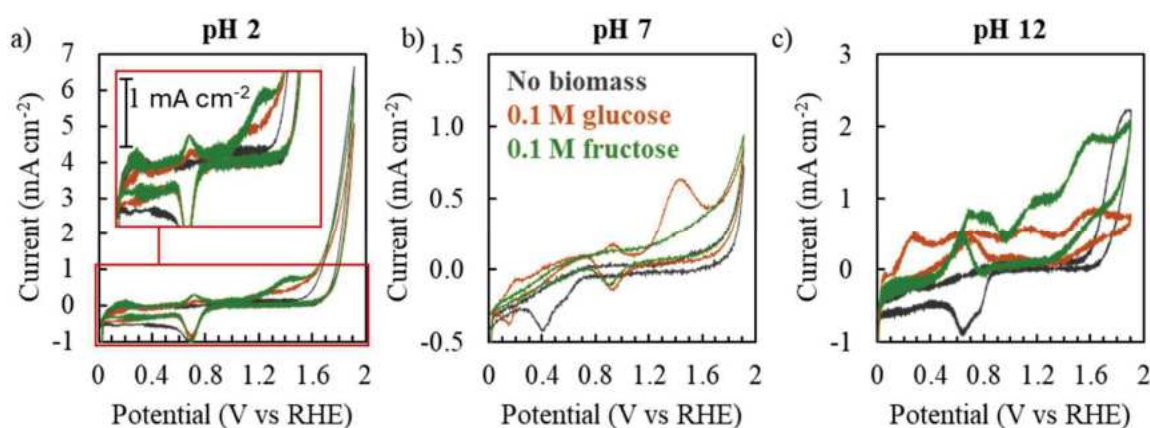 pH 2
pH 7
pH 12
a)
b)
c)
Current (mA cm⁻²)
7
6
5
4
3
2
1
0
-1
1 mA cm⁻²
0 0.4 0.8 1.2 1.6 2
Potential (V vs RHE)
Current (mA cm⁻²)
1.5
1.0
0.5
0.0
-0.5
No biomass
0.1 M glucose
0.1 M fructose
0 0.4 0.8 1.2 1.6 2
Potential (V vs RHE)
Current (mA cm⁻²)
3
2
1
0
-1
0 0.4 0.8 1.2 1.6 2
Potential (V vs RHE)